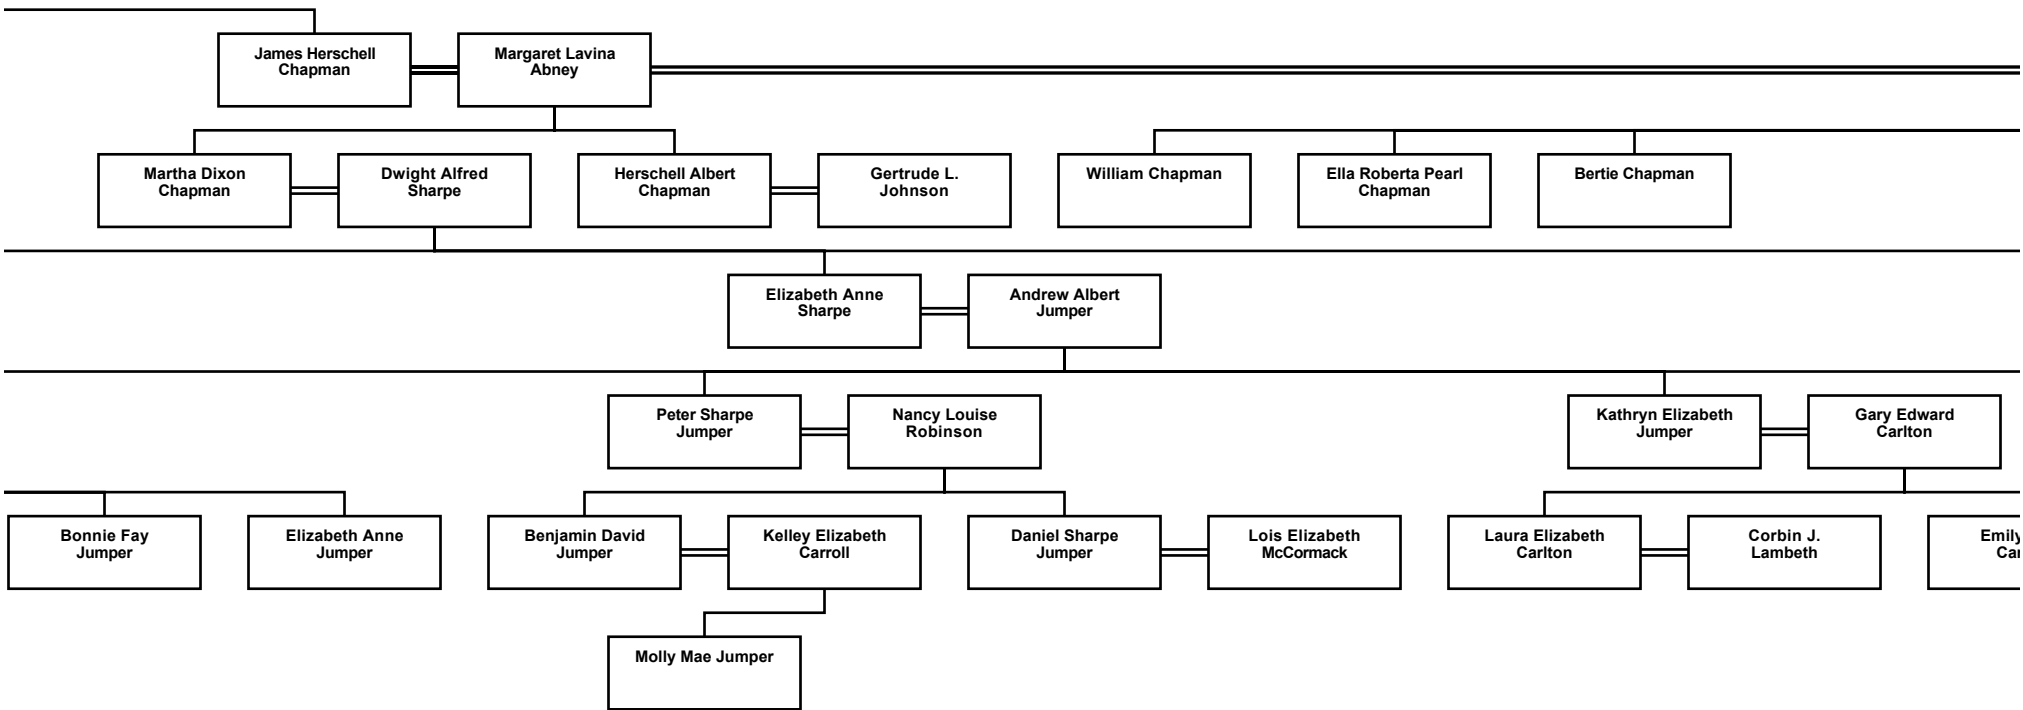 James Herschell
Chapman
Margaret Lavina
Abney
Martha Dixon
Chapman
Dwight Alfred
Sharpe
Herschell Albert
Chapman
Gertrude L.
Johnson
William Chapman
Ella Roberta Pearl
Chapman
Bertie Chapman
Elizabeth Anne
Sharpe
Andrew Albert
Jumper
Peter Sharpe
Jumper
Nancy Louise
Robinson
Kathryn Elizabeth
Jumper
Gary Edward
Carlton
Bonnie Fay
Jumper
Elizabeth Anne
Jumper
Benjamin David
Jumper
Kelley Elizabeth
Carroll
Daniel Sharpe
Jumper
Lois Elizabeth
McCormack
Laura Elizabeth
Carlton
Corbin J.
Lambeth
Emily
Molly Mae Jumper